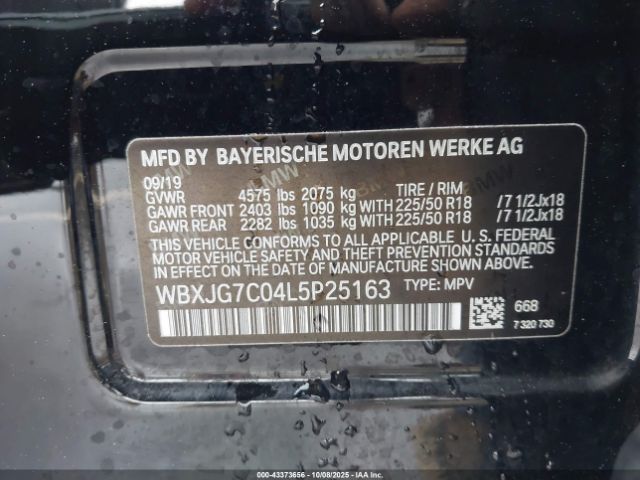 MFD BY BAYERISCHE MOTOREN WERKE AG
09/19
GVWR 4575 lbs 2075 kg TIRE / RIM
GAWR FRONT 2403 lbs 1090 kg WITH 225/50 R18 /7 1/2Jx18
GAWR REAR 2282 lbs 1035 kg WITH 225/50 R18 /7 1/2Jx18
THIS VEHICLE CONFORMS TO ALL APPLICABLE U. S. FEDERAL
MOTOR VEHICLE SAFETY AND THEFT PREVENTION STANDARDS
IN EFFECT ON THE DATE OF MANUFACTURE SHOWN ABOVE.
WBXJG7C04L5P25163 TYPE: MPV
668
7 320 730
000-43373656 - 10/08/2025 - IAA Inc.